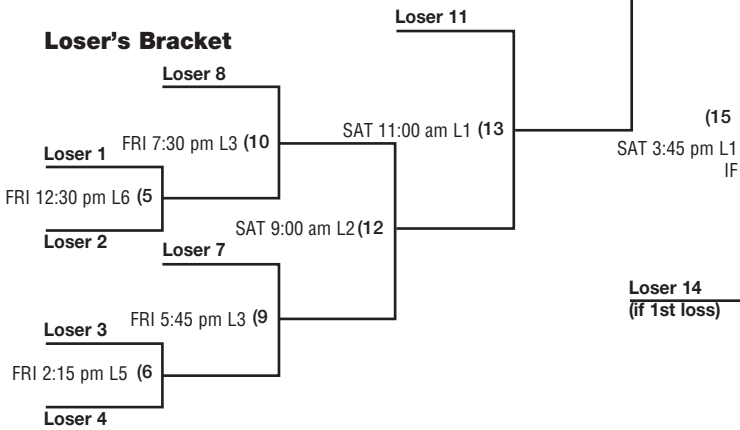 Loser 11
Loser's Bracket
Loser 8
(15
SAT 11:00 am L1 (13
FRI 7:30 pm L3 (10
SAT 3:45 pm L1
Loser 1
IF
FRI 12:30 pm L6 (5
SAT 9:00 am L2 (12
Loser 2
Loser 7
Loser 14
(if 1st loss)
FRI 5:45 pm L3 (9
Loser 3
FRI 2:15 pm L5 (6
Loser 4